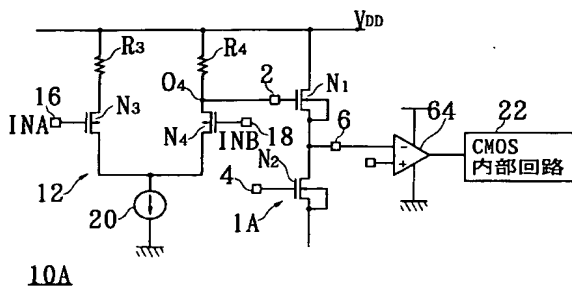 VDD
R3
R4
O4
2
N1
16
INA
N3
N4
INB
18
6
64
22
CMOS
内部回路
-
+
12
N2
4
20
1A
10A